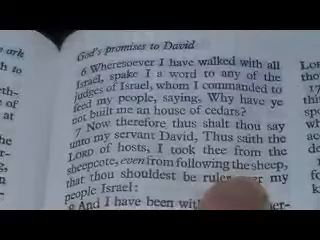 ark
God's promises to David
6 Wheresoever I have walked with all
Israel, spake I a word to any of the
judges of Israel, whom I commanded to
feed my people, saying, Why have ye
not built me an house of cedars?
7 Now therefore thus shalt thou say
unto my servant David, Thus saith the
LORD of hosts, I took thee from the
sheepcote, even from following the sheep,
that thou shouldest be ruler my
people Israel:
8 And I have been